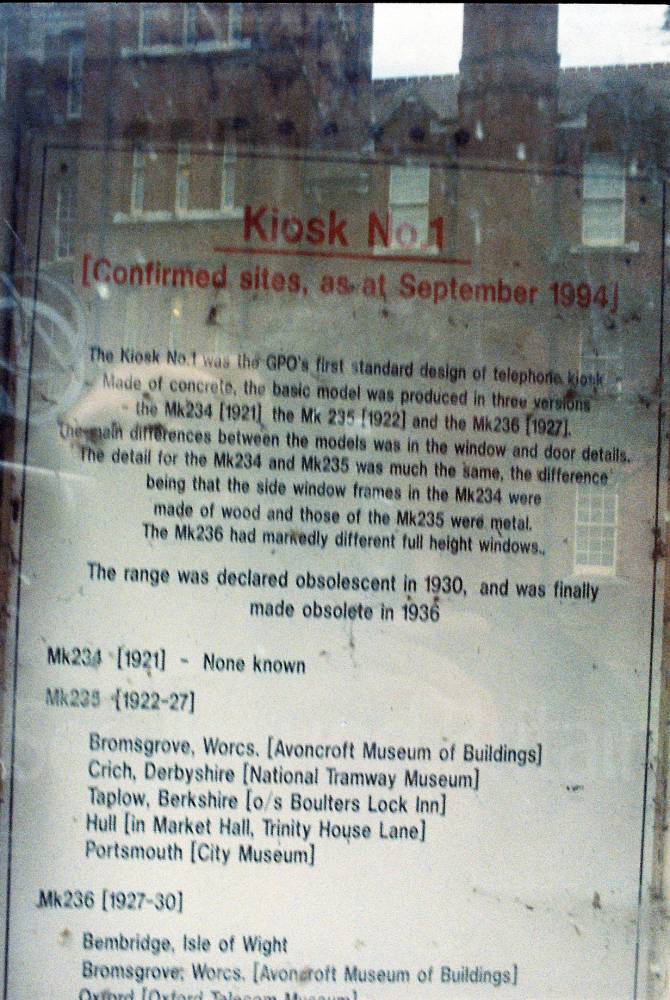 Kiosk No.1
[Confirmed sites, as at September 1994]
The Kiosk No.1 was the GPO's first standard design of telephone kiosk
Made of concrete, the basic model was produced in three versions
- the Mk234 [1921], the Mk 235 [1922] and the Mk236 [1927].
The main differences between the models was in the window and door details.
The detail for the Mk234 and Mk235 was much the same, the difference
being that the side window frames in the Mk234 were
made of wood and those of the Mk235 were metal.
The Mk236 had markedly different full height windows.
The range was declared obsolescent in 1930, and was finally
made obsolete in 1936
Mk234 [1921] - None known
Mk235 [1922-27]
Bromsgrove, Worcs. [Avoncroft Museum of Buildings]
Crich, Derbyshire [National Tramway Museum]
Taplow, Berkshire [o/s Boulters Lock Inn]
Hull [in Market Hall, Trinity House Lane]
Portsmouth [City Museum]
Mk236 [1927-30]
Bembridge, Isle of Wight
Bromsgrove, Worcs. [Avoncroft Museum of Buildings]
Oxford [Oxford Telecom Museum]